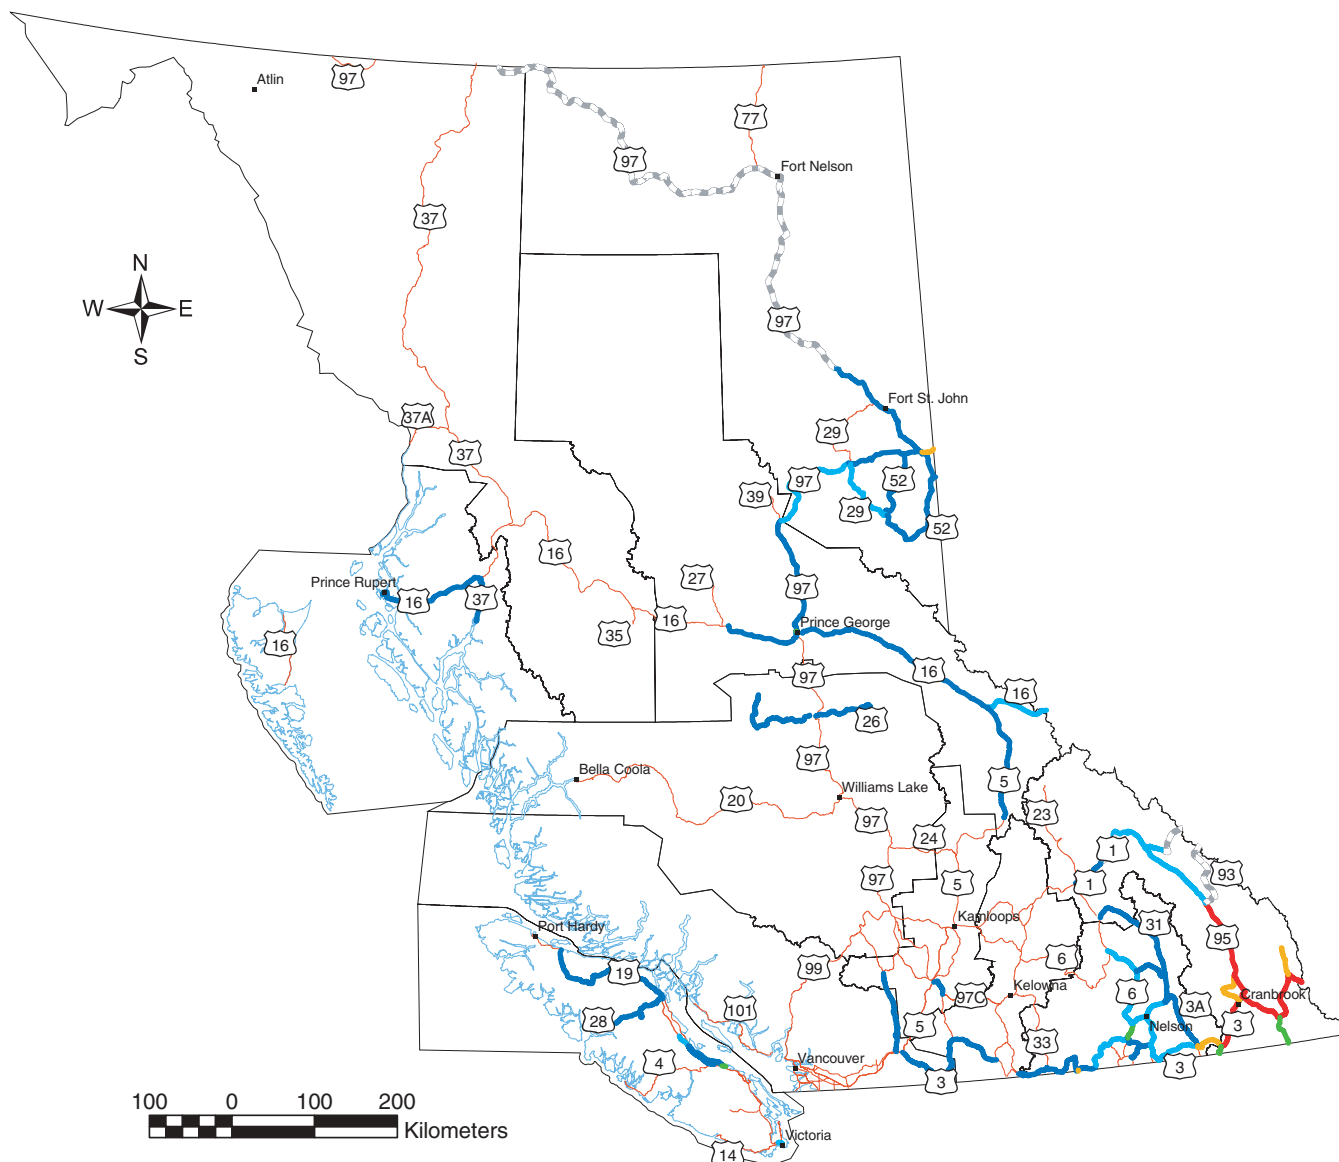 Atlin
97
77
97
Fort Nelson
37
N
W
E
S
97
Fort St. John
37A
29
37
97
52
39
29
52
16
27
97
Prince Rupert
16
37
16
Prince George
35
16
16
97
16
26
97
Bella Coola
Williams Lake
5
20
97
23
24
1
97
5
1
93
Kamloops
31
Port Hardy
95
6
99
19
97C
Kelowna
6
3A
Cranbrook
101
28
5
Nelson
3
33
4
Vancouver
3
3
100
0
100
200
Kilometers
Victoria
14